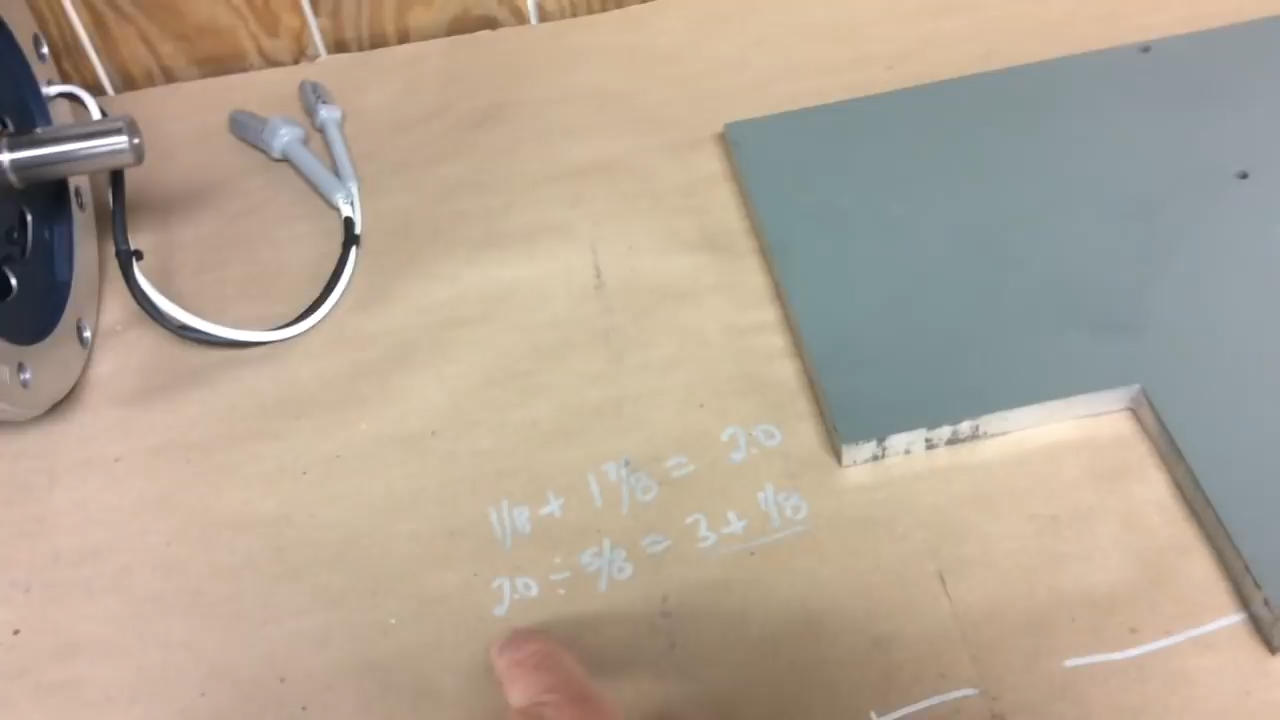 1/8 + 1 7/8 = 2.0
2.0 ÷ 5/8 = 3 + 1/8